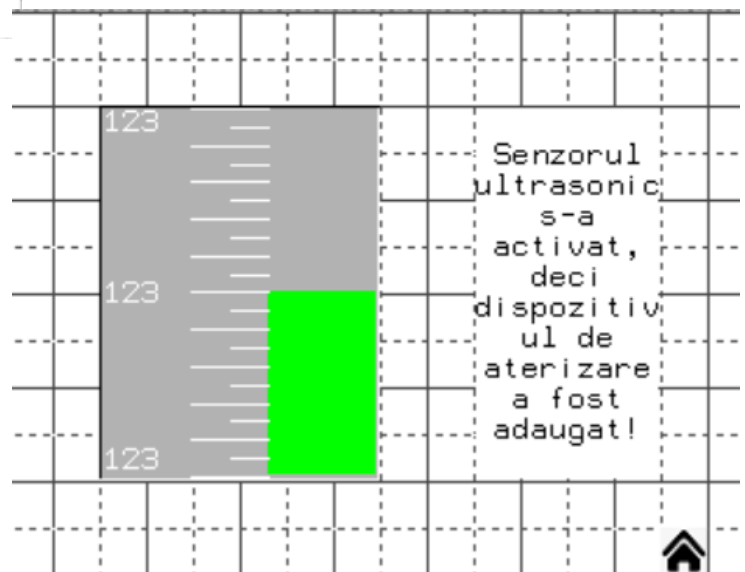 123
123
123
Senzorul
ultrasonic
s-a
activat,
deci
dispozitiv
ul de
aterizare
a fost
adaugat!